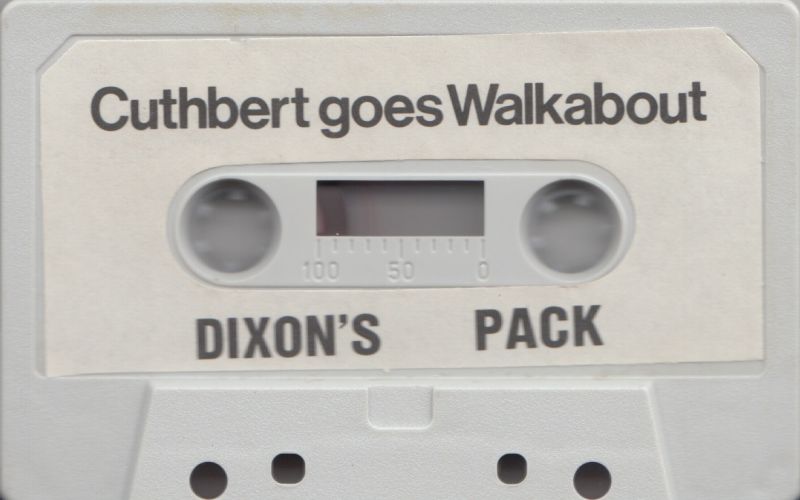 Cuthbert goes Walkabout
100 50 0
DIXON'S PACK